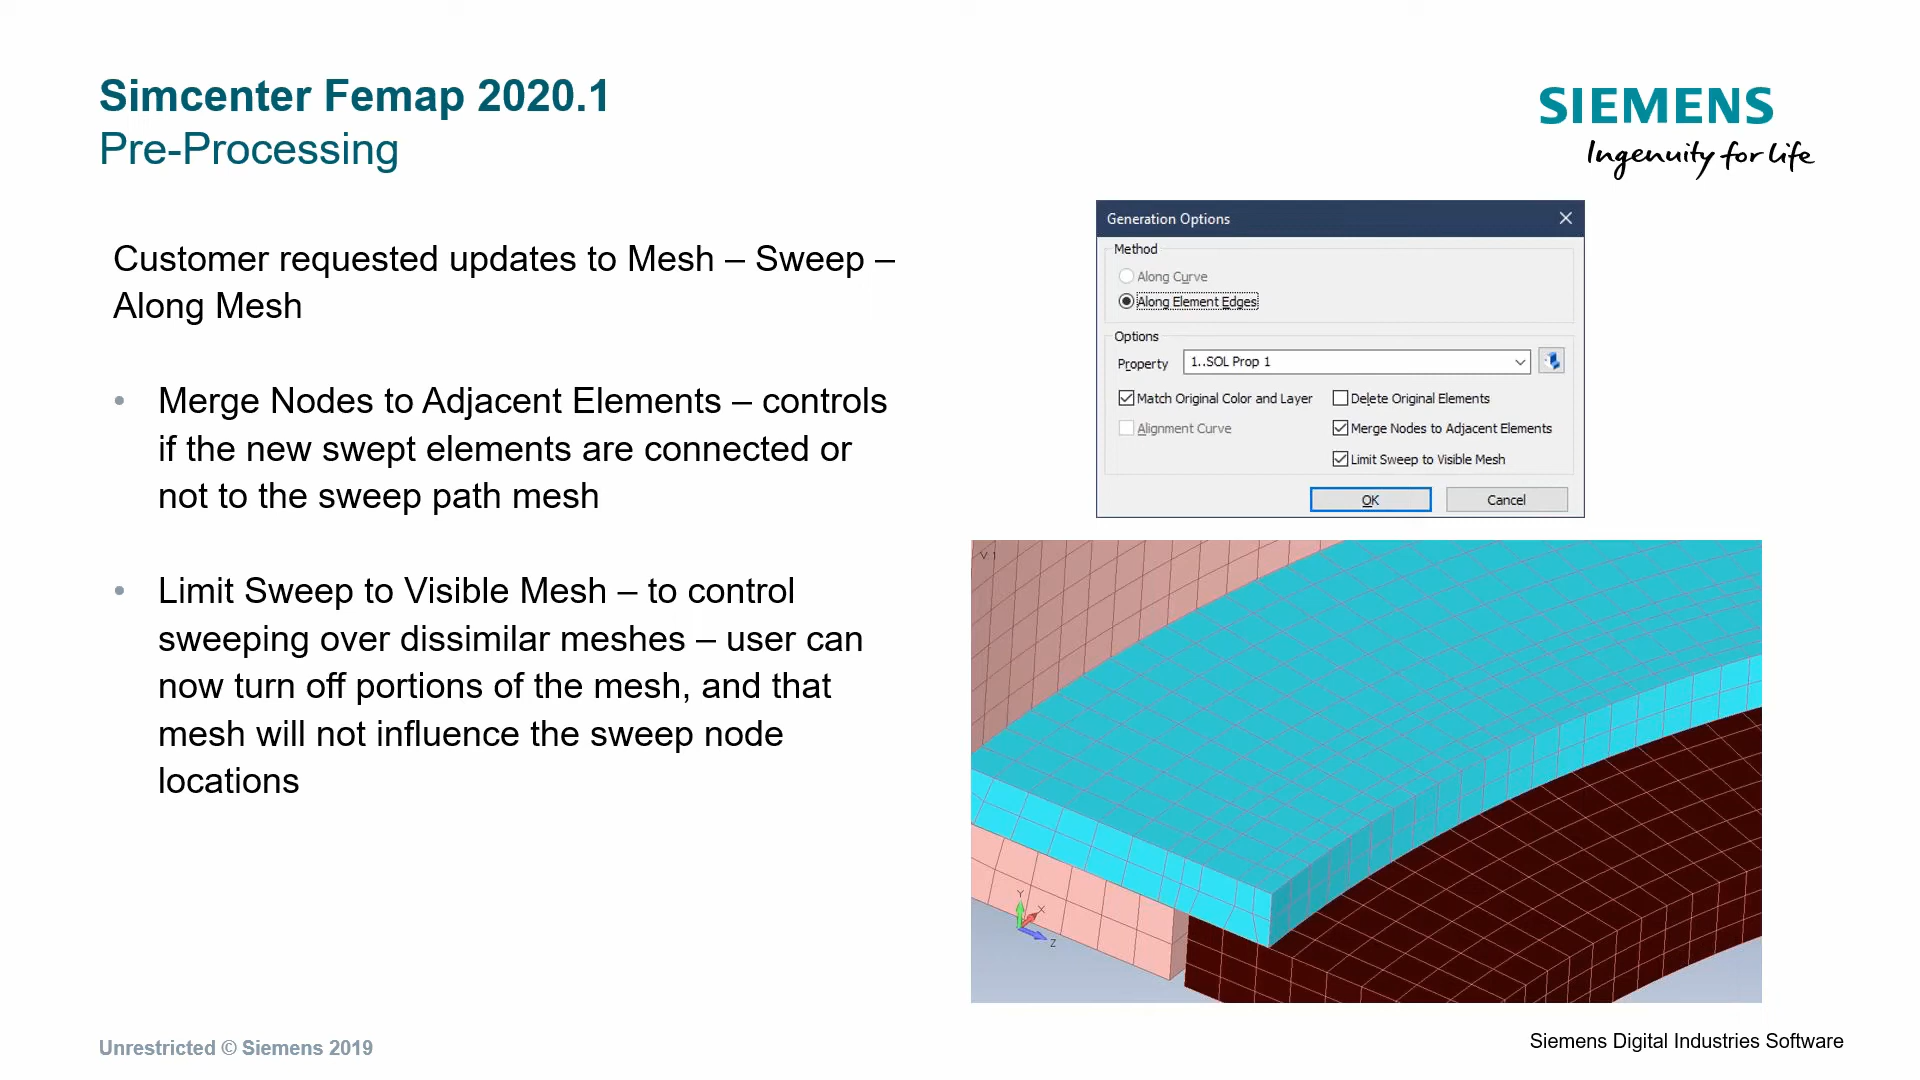 Simcenter Femap 2020.1
Pre-Processing
SIEMENS
Ingenuity for life
Customer requested updates to Mesh – Sweep –
Along Mesh
• Merge Nodes to Adjacent Elements – controls
if the new swept elements are connected or
not to the sweep path mesh
• Limit Sweep to Visible Mesh – to control
sweeping over dissimilar meshes – user can
now turn off portions of the mesh, and that
mesh will not influence the sweep node
locations
Generation Options
Method
Along Curve
Along Element Edges
Options
Property 1..SOL Prop 1
Match Original Color and Layer Delete Original Elements
Alignment Curve Merge Nodes to Adjacent Elements
Limit Sweep to Visible Mesh
OK Cancel
V 1
Y
X
Z
Unrestricted © Siemens 2019
Siemens Digital Industries Software